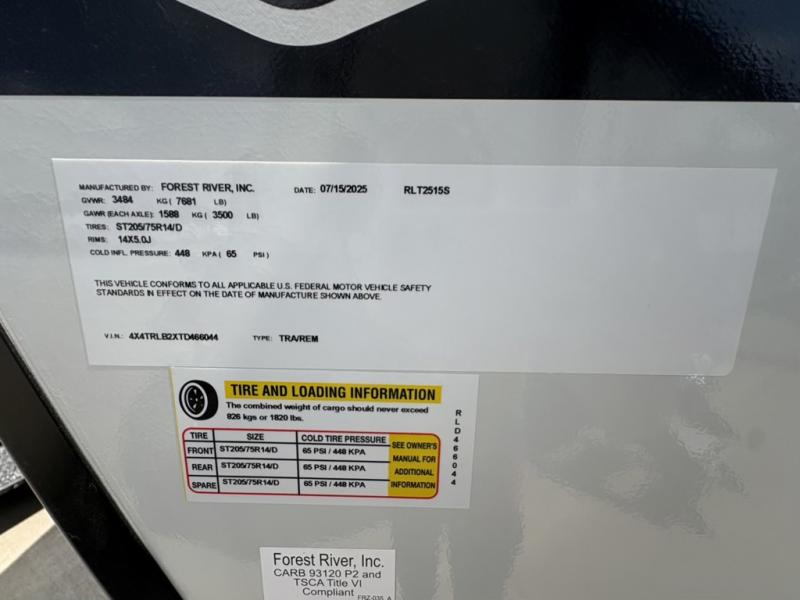 MANUFACTURED BY: FOREST RIVER, INC. DATE: 07/15/2025 RLT2515S
GVWR: 3484 KG ( 7681 LB)
GAWR (EACH AXLE): 1588 KG ( 3500 LB)
TIRES: ST205/75R14/D
RIMS: 14X5.0J
COLD INFL. PRESSURE: 448 KPA ( 65 PSI )
THIS VEHICLE CONFORMS TO ALL APPLICABLE U.S. FEDERAL MOTOR VEHICLE SAFETY
STANDARDS IN EFFECT ON THE DATE OF MANUFACTURE SHOWN ABOVE.
V.I.N.: 4X4TRLB2XTD466044 TYPE: TRA/REM
TIRE AND LOADING INFORMATION
The combined weight of cargo should never exceed
826 kgs or 1820 lbs.
TIRE SIZE COLD TIRE PRESSURE
FRONT ST205/75R14/D 65 PSI / 448 KPA
REAR ST205/75R14/D 65 PSI / 448 KPA
SPARE ST205/75R14/D 65 PSI / 448 KPA
SEE OWNER'S
MANUAL FOR
ADDITIONAL
INFORMATION
RLD466044
Forest River, Inc.
CARB 93120 P2 and
TSCA Title VI
Compliant
FRZ-035 A